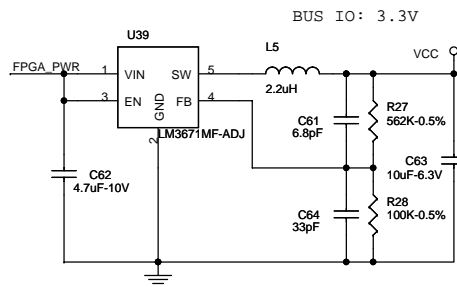 BUS IO: 3.3V
U39
L5
VCC
FPGA_PWR
1
VIN
SW
5
2.2uH
3
EN
FB
4
GND
2
LM3671MF-ADJ
C61
6.8pF
R27
562K-0.5%
C62
4.7uF-10V
C63
10uF-6.3V
C64
33pF
R28
100K-0.5%